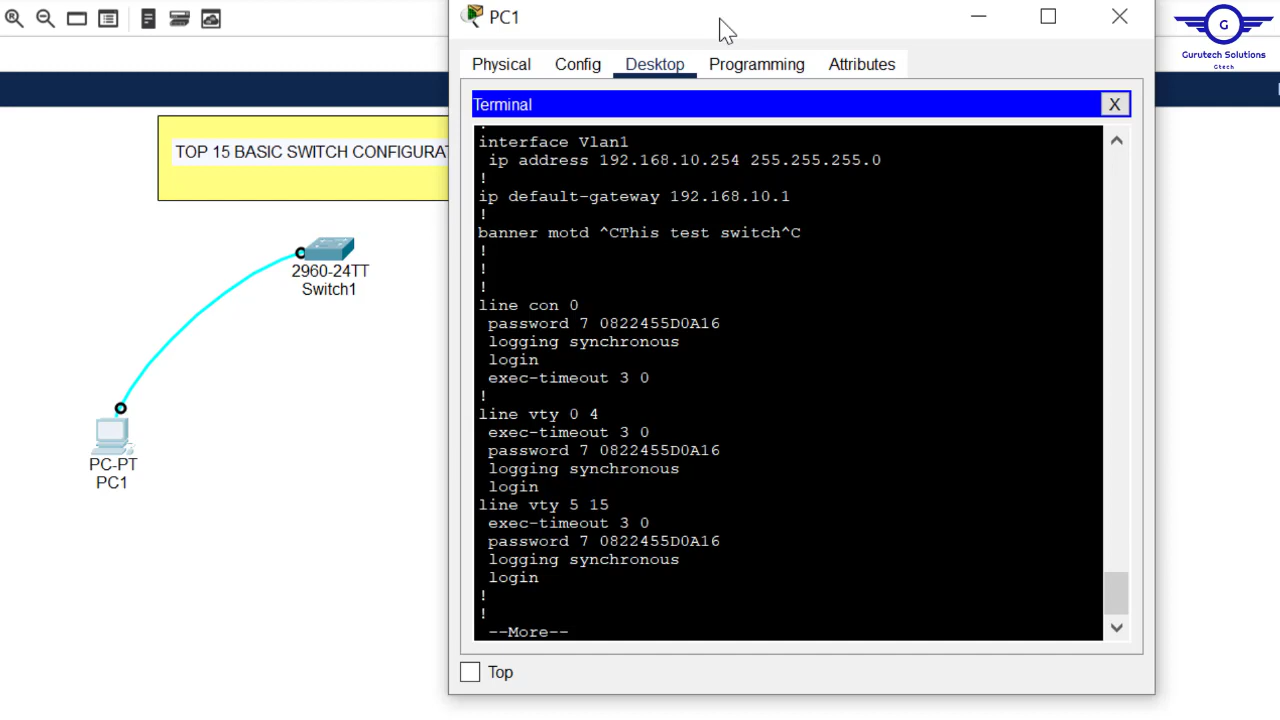 PC1
G
Gurutech Solutions
Gtech
Physical
Config
Desktop
Programming
Attributes
Terminal
X
TOP 15 BASIC SWITCH CONFIGURAT
2960-24TT
Switch1
PC-PT
PC1
!
interface Vlan1
ip address 192.168.10.254 255.255.255.0
!
ip default-gateway 192.168.10.1
!
banner motd ^CThis test switch^C
!
!
!
line con 0
password 7 0822455D0A16
logging synchronous
login
exec-timeout 3 0
!
line vty 0 4
exec-timeout 3 0
password 7 0822455D0A16
logging synchronous
login
line vty 5 15
exec-timeout 3 0
password 7 0822455D0A16
logging synchronous
login
!
!
--More--
Top